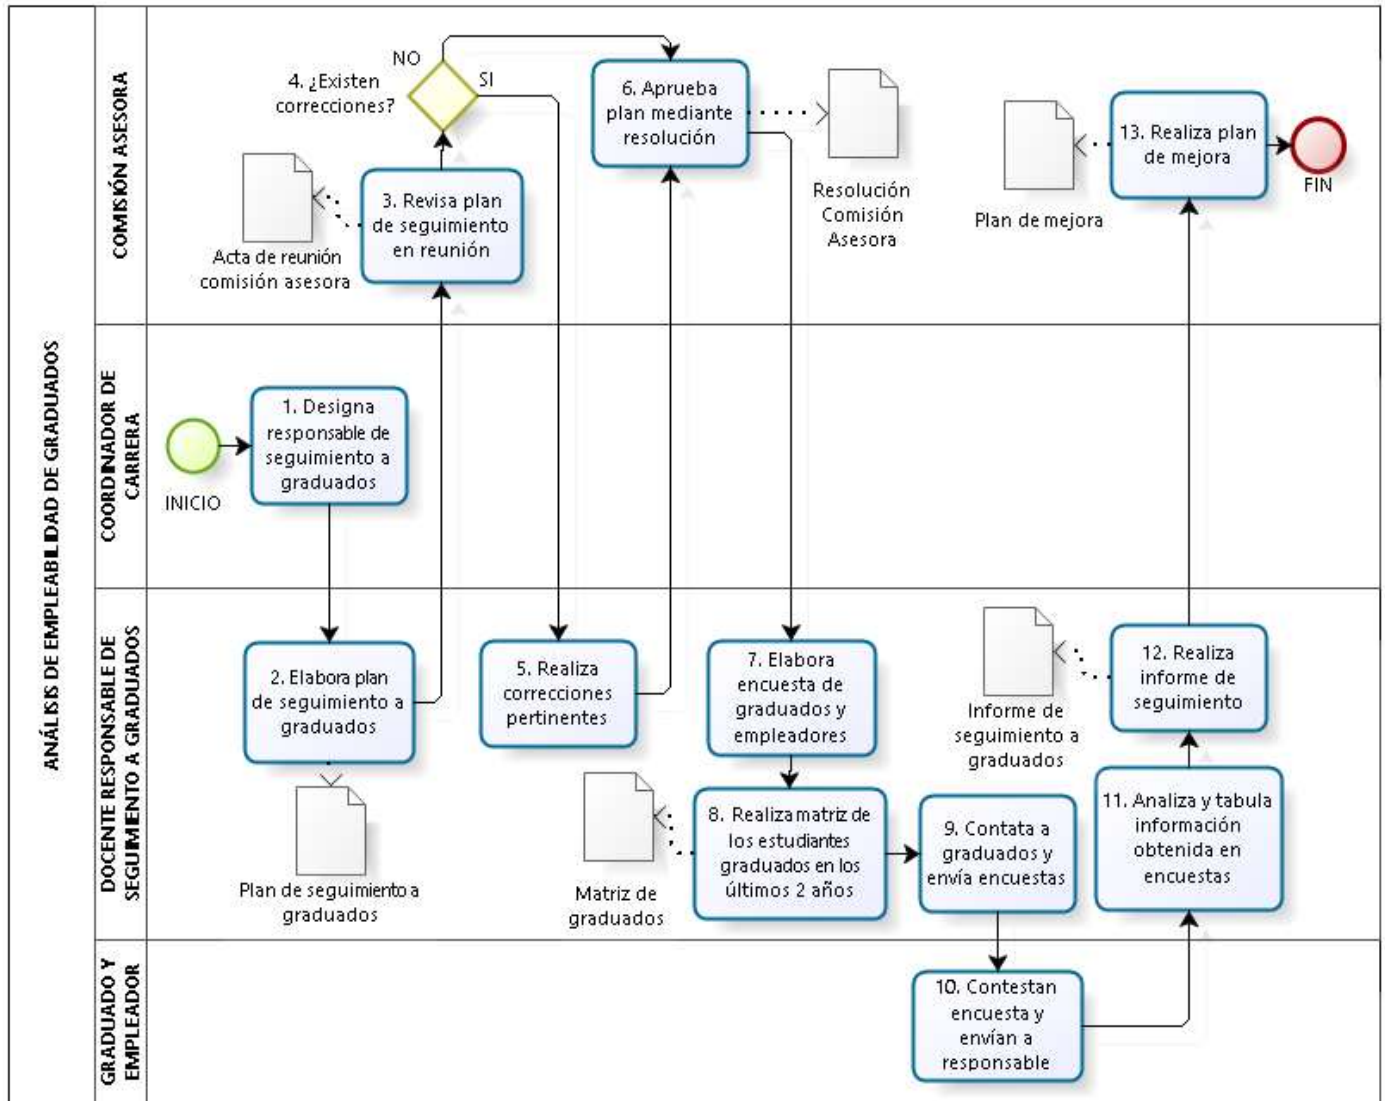 ANÁLISIS DE EMPLEABILIDAD DE GRADUADOS
COMISIÓN ASESORA
NO
SI
4. ¿Existen
correcciones?
3. Revisa plan
de seguimiento
en reunión
Acta de reunión
comisión asesora
6. Aprueba
plan mediante
resolución
Resolución
Comisión
Asesora
Plan de mejora
13. Realiza plan
de mejora
FIN
COORDINADOR DE
CARRERA
INICIO
1. Designa
responsable de
seguimiento a
graduados
DOCENTE RESPONSABLE DE
SEGUIMIENTO A GRADUADOS
2. Elabora plan
de seguimiento a
graduados
Plan de seguimiento a
graduados
5. Realiza
correcciones
pertinentes
7. Elabora
encuesta de
graduados y
empleadores
Matriz de
graduados
8. Realiza matriz de
los estudiantes
graduados en los
últimos 2 años
9. Contata a
graduados y
envía encuestas
Informe de
seguimiento a
graduados
12. Realiza
informe de
seguimiento
11. Analiza y tabula
información
obtenida en
encuestas
GRADUADO Y
EMPLEADOR
10. Contestan
encuesta y
envían a
responsable